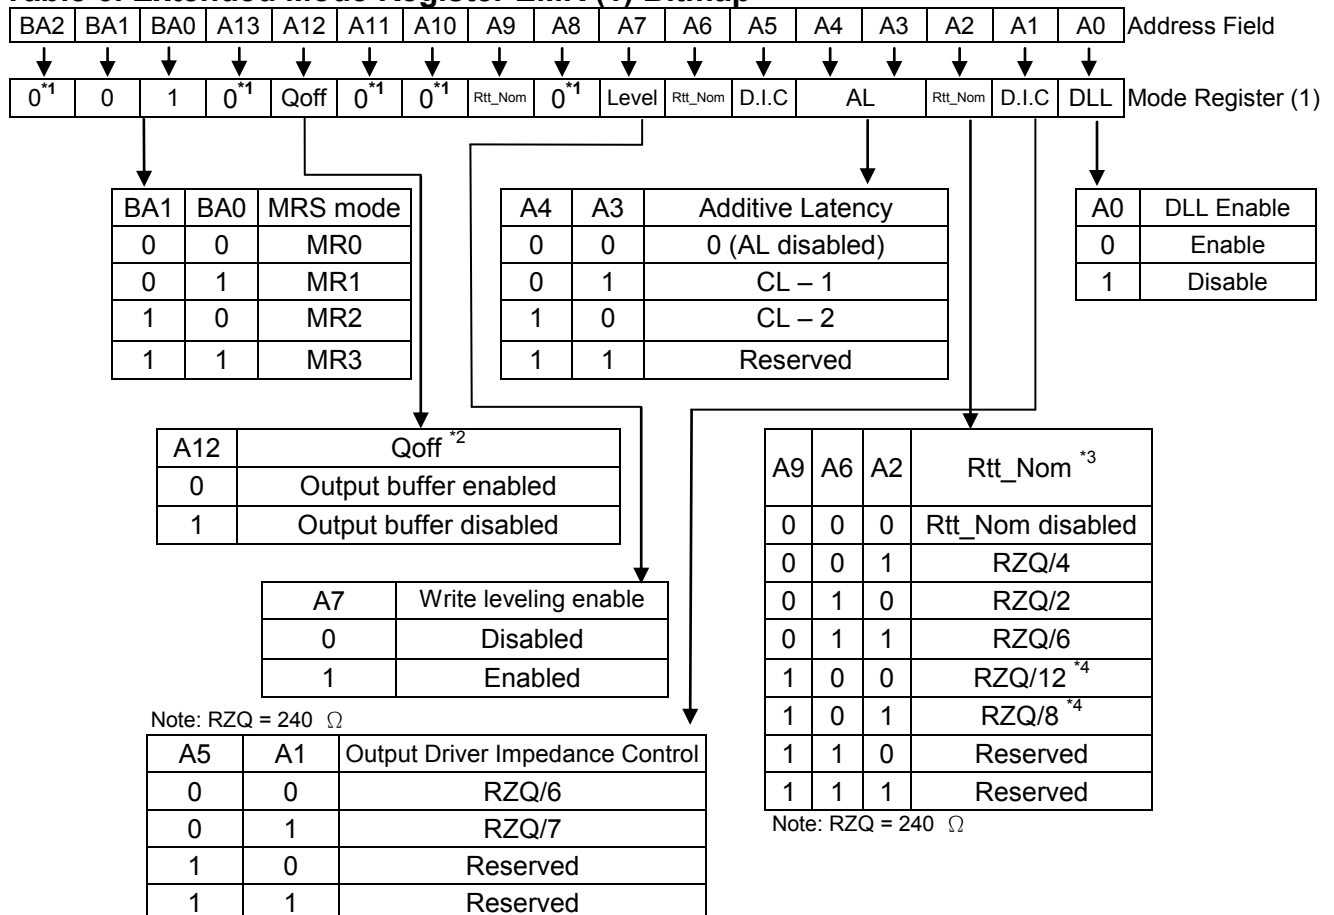 BA2 BA1 BA0 A13 A12 A11 A10 A9 A8 A7 A6 A5 A4 A3 A2 A1 A0 Address Field
0*1 0 1 0*1 Qoff 0*1 0*1 Rtt_Nom 0*1 Level Rtt_Nom D.I.C AL Rtt_Nom D.I.C DLL Mode Register (1)
BA1 BA0 MRS mode
0 0 MR0
0 1 MR1
1 0 MR2
1 1 MR3
A4 A3 Additive Latency
0 0 0 (AL disabled)
0 1 CL – 1
1 0 CL – 2
1 1 Reserved
A0 DLL Enable
0 Enable
1 Disable
A12 Qoff *2
0 Output buffer enabled
1 Output buffer disabled
A7 Write leveling enable
0 Disabled
1 Enabled
Note: RZQ = 240 Ω
A5 A1 Output Driver Impedance Control
0 0 RZQ/6
0 1 RZQ/7
1 0 Reserved
1 1 Reserved
A9 A6 A2 Rtt_Nom *3
0 0 0 Rtt_Nom disabled
0 0 1 RZQ/4
0 1 0 RZQ/2
0 1 1 RZQ/6
1 0 0 RZQ/12 *4
1 0 1 RZQ/8 *4
1 1 0 Reserved
1 1 1 Reserved
Note: RZQ = 240 Ω